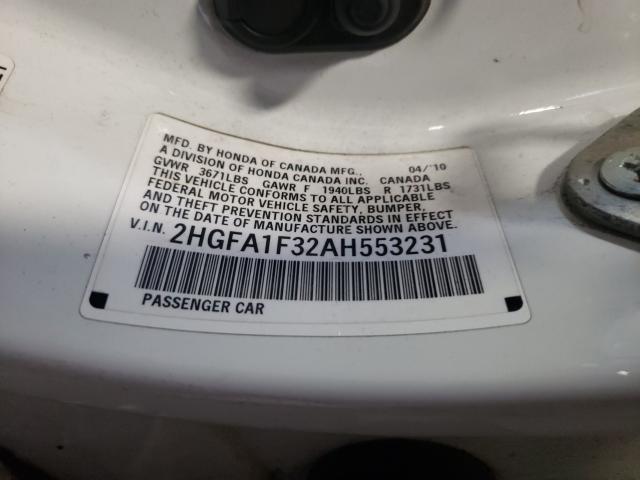 MFD. BY HONDA OF CANADA MFG., 04/'10
A DIVISION OF HONDA CANADA INC. CANADA
GVWR 3671LBS GAWR F 1940LBS R 1731LBS
THIS VEHICLE CONFORMS TO ALL APPLICABLE
FEDERAL MOTOR VEHICLE SAFETY, BUMPER,
AND THEFT PREVENTION STANDARDS IN EFFECT
ON THE DATE OF MANUFACTURE SHOWN ABOVE.
V.I.N. 2HGFA1F32AH553231
PASSENGER CAR